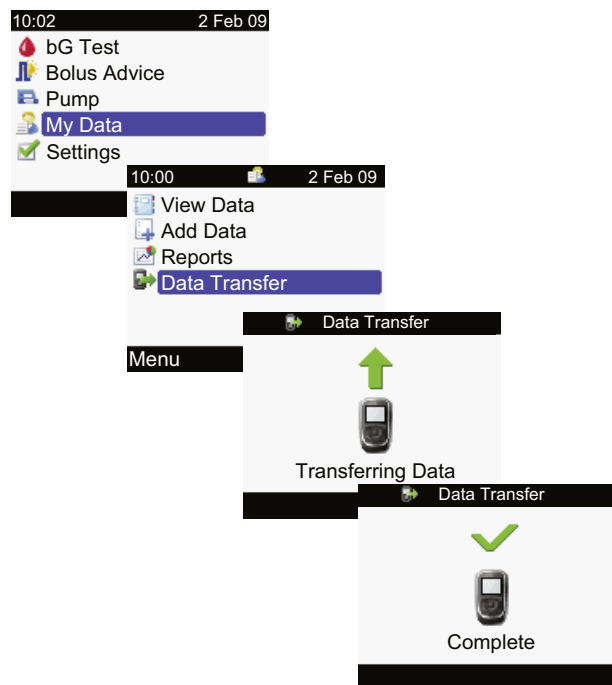 10:02 2 Feb 09
bG Test
Bolus Advice
Pump
My Data
Settings
10:00 2 Feb 09
View Data
Add Data
Reports
Data Transfer
Menu
Data Transfer
Transferring Data
Data Transfer
Complete